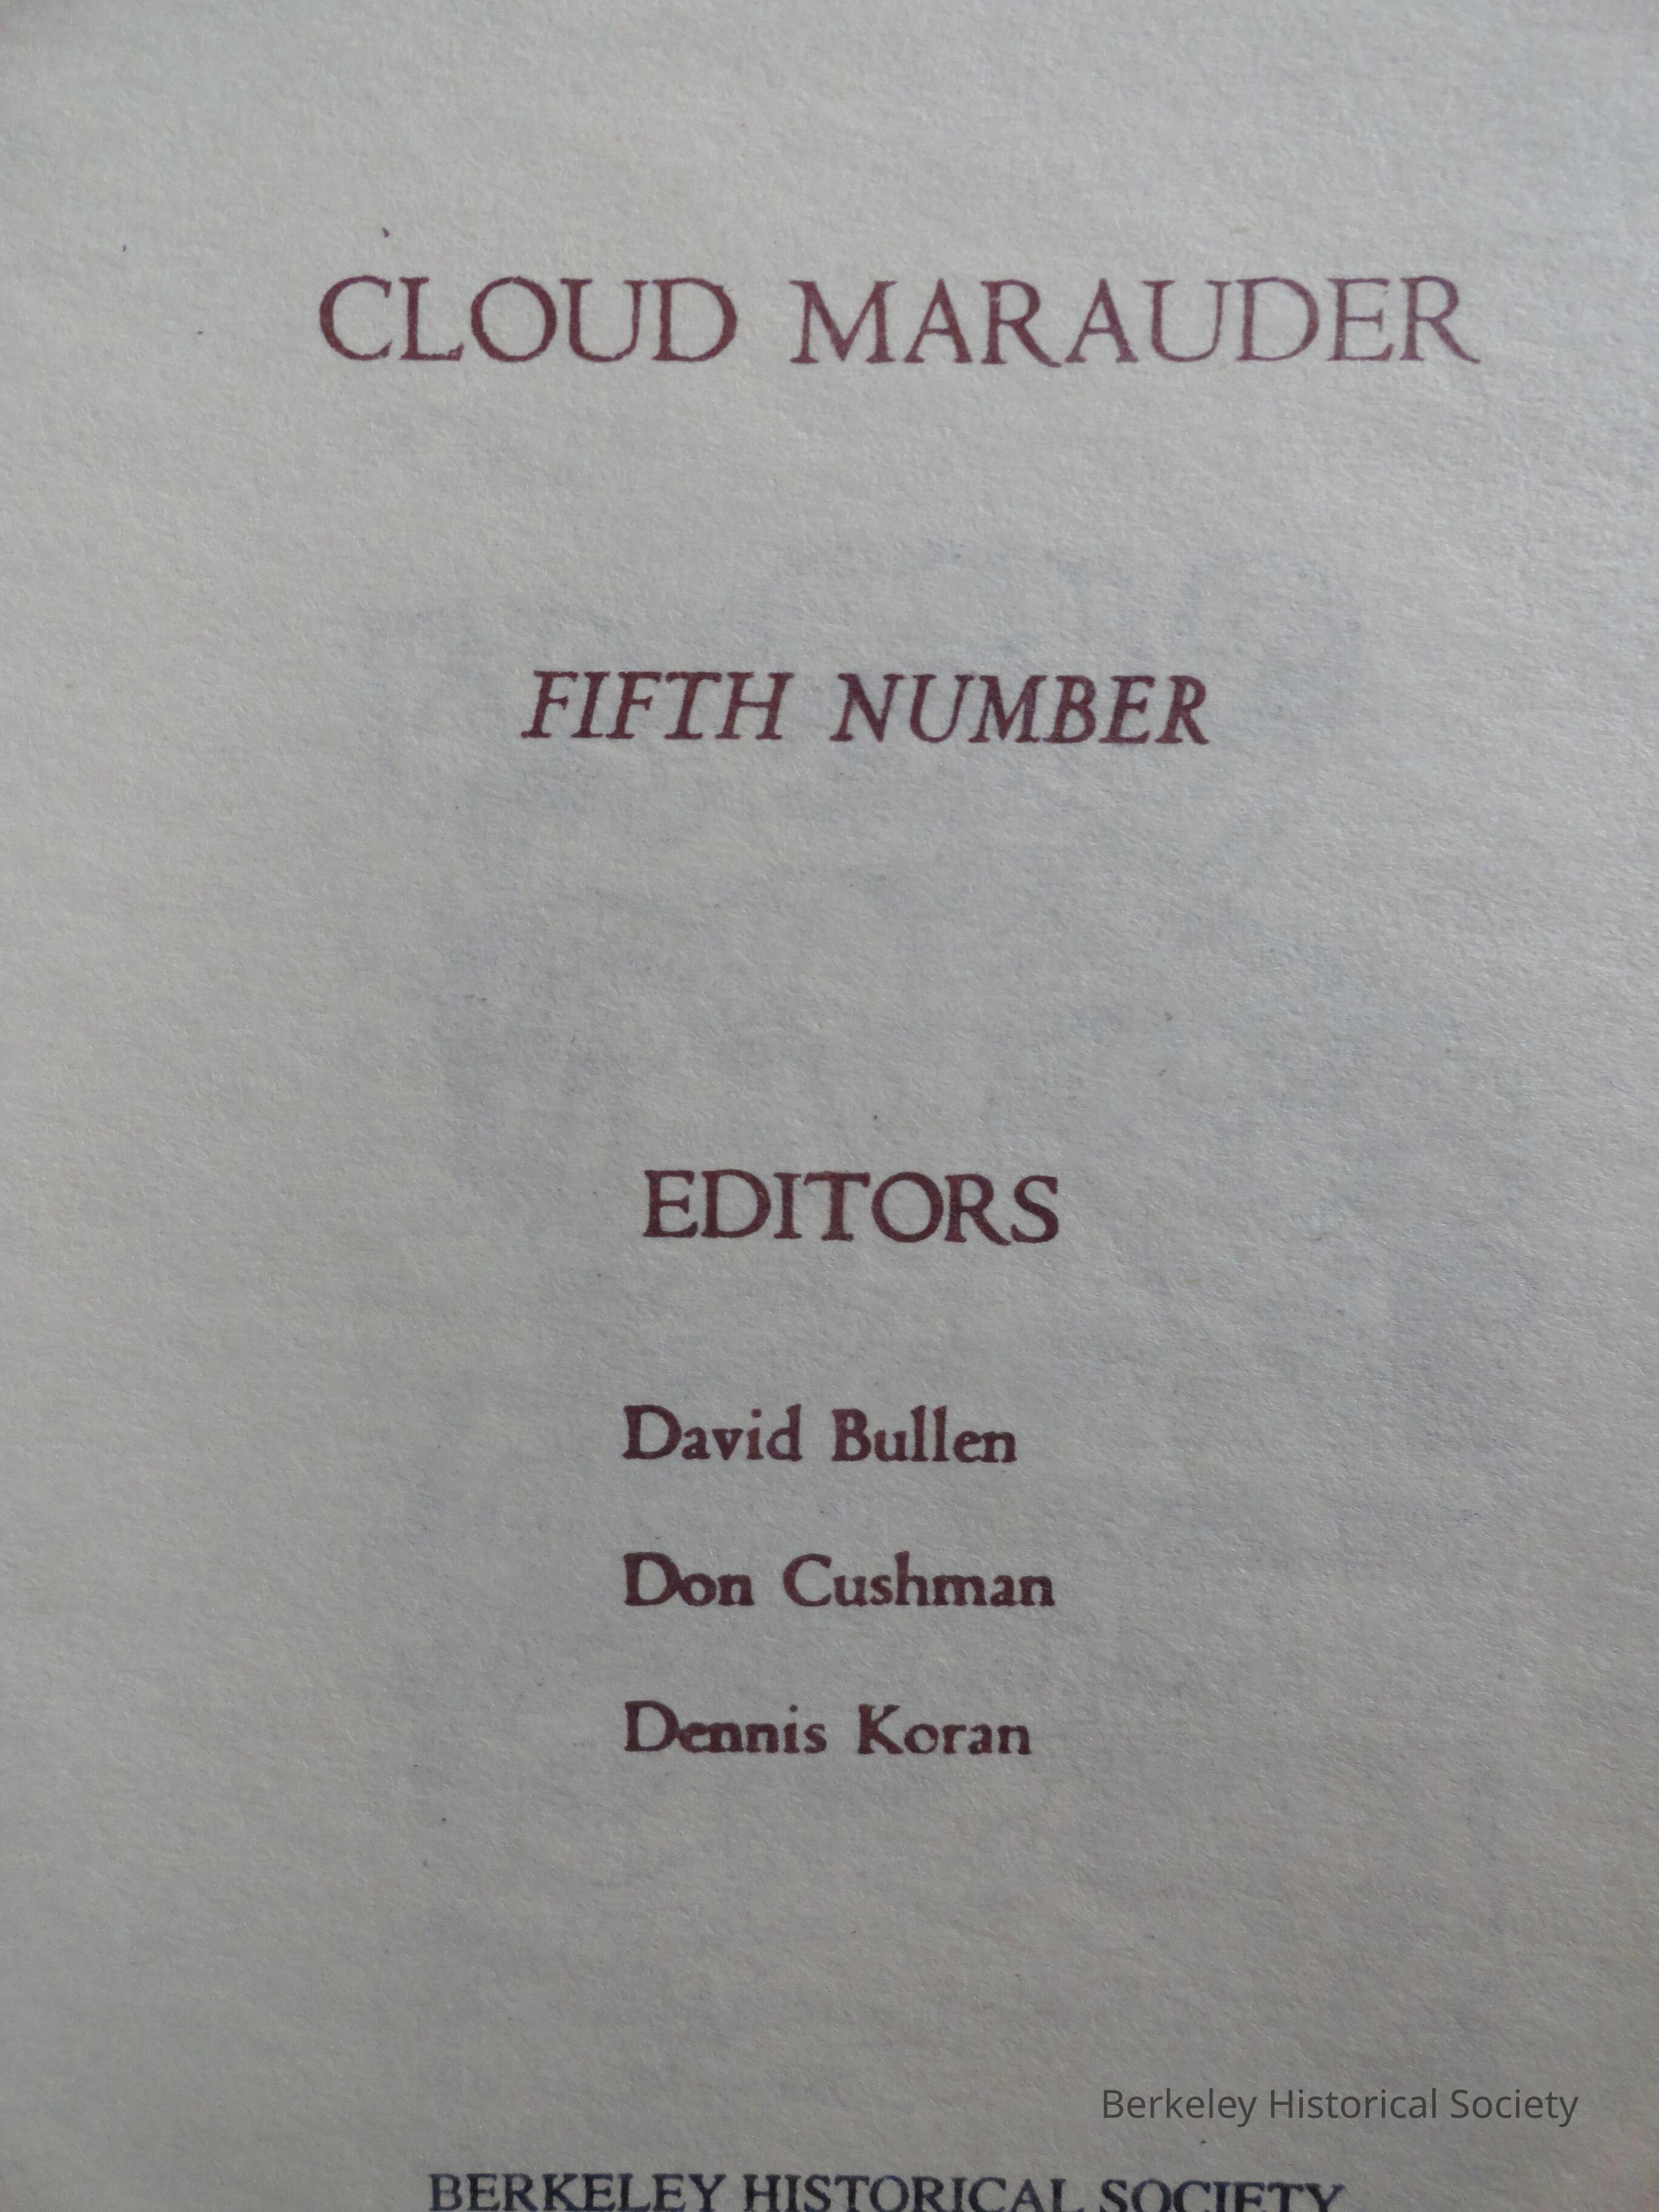 CLOUD MARAUDER
FIFTH NUMBER
EDITORS
David Bullen
Don Cushman
Dennis Koran
Berkeley Historical Society
BERKELEY HISTORICAL SOCIETY